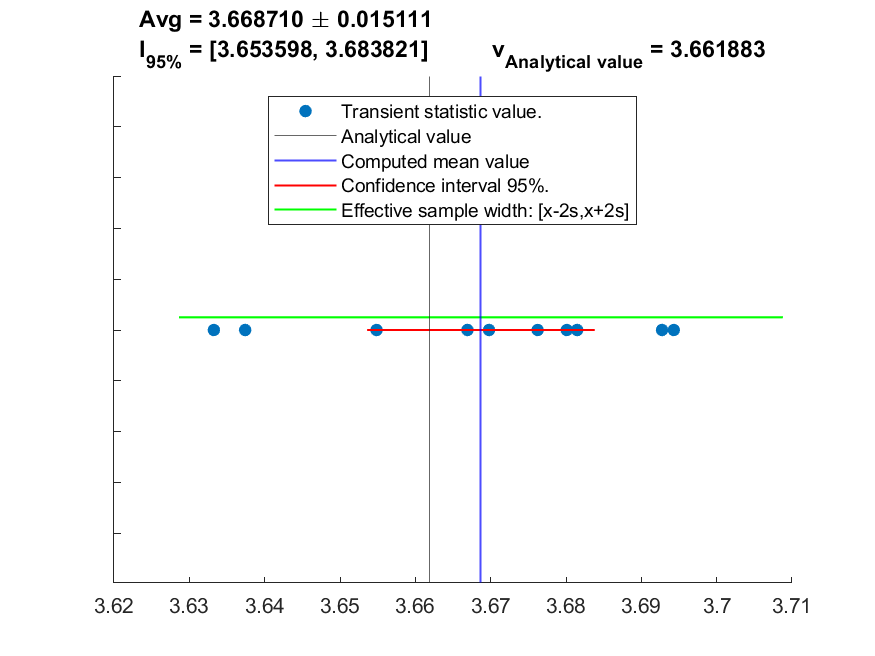 Avg = 3.668710 ± 0.015111
I95% = [3.653598, 3.683821] vAnalytical value = 3.661883
Transient statistic value.
Analytical value
Computed mean value
Confidence interval 95%.
Effective sample width: [x-2s,x+2s]
3.62 3.63 3.64 3.65 3.66 3.67 3.68 3.69 3.7 3.71